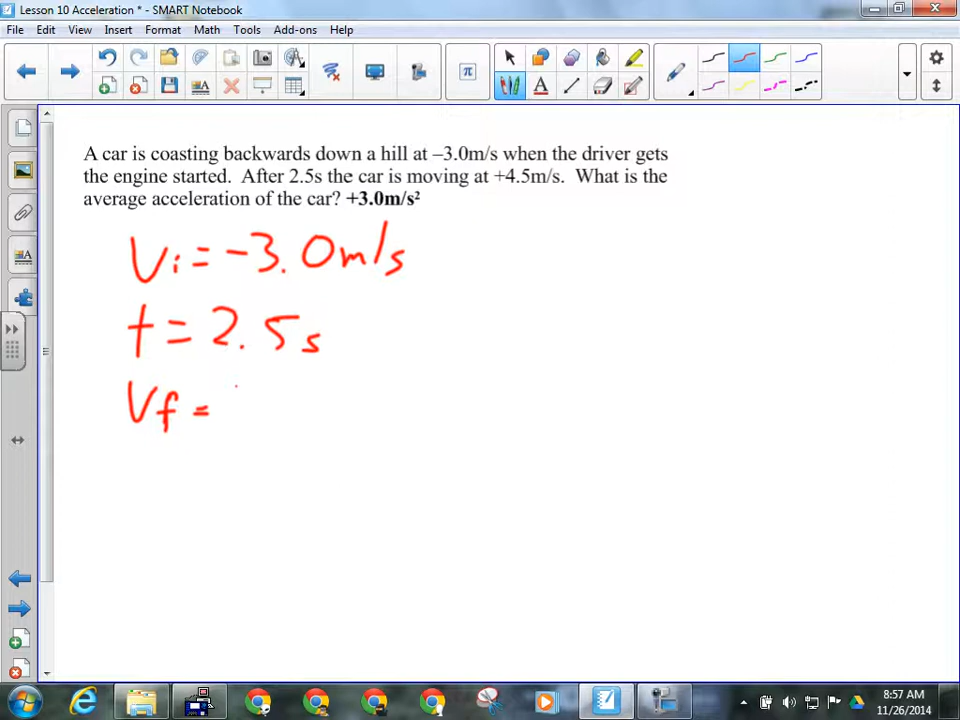 Lesson 10 Acceleration * - SMART Notebook
File Edit View Insert Format Math Tools Add-ons Help
A car is coasting backwards down a hill at –3.0m/s when the driver gets
the engine started. After 2.5s the car is moving at +4.5m/s. What is the
average acceleration of the car? +3.0m/s²
Vi = -3.0m/s
t = 2.5s
Vf =
8:57 AM
11/26/2014